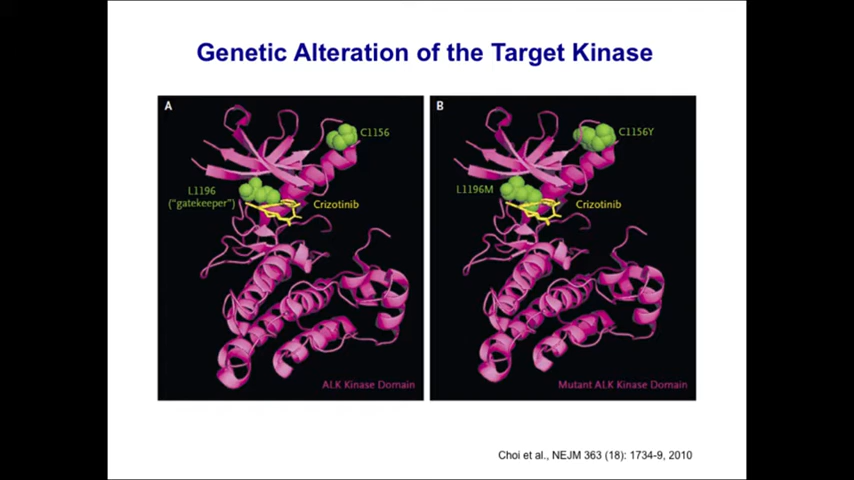 Genetic Alteration of the Target Kinase
A
C1156
L1196
("gatekeeper")
Crizotinib
ALK Kinase Domain
B
C1156Y
L1196M
Crizotinib
Mutant ALK Kinase Domain
Choi et al., NEJM 363 (18): 1734-9, 2010